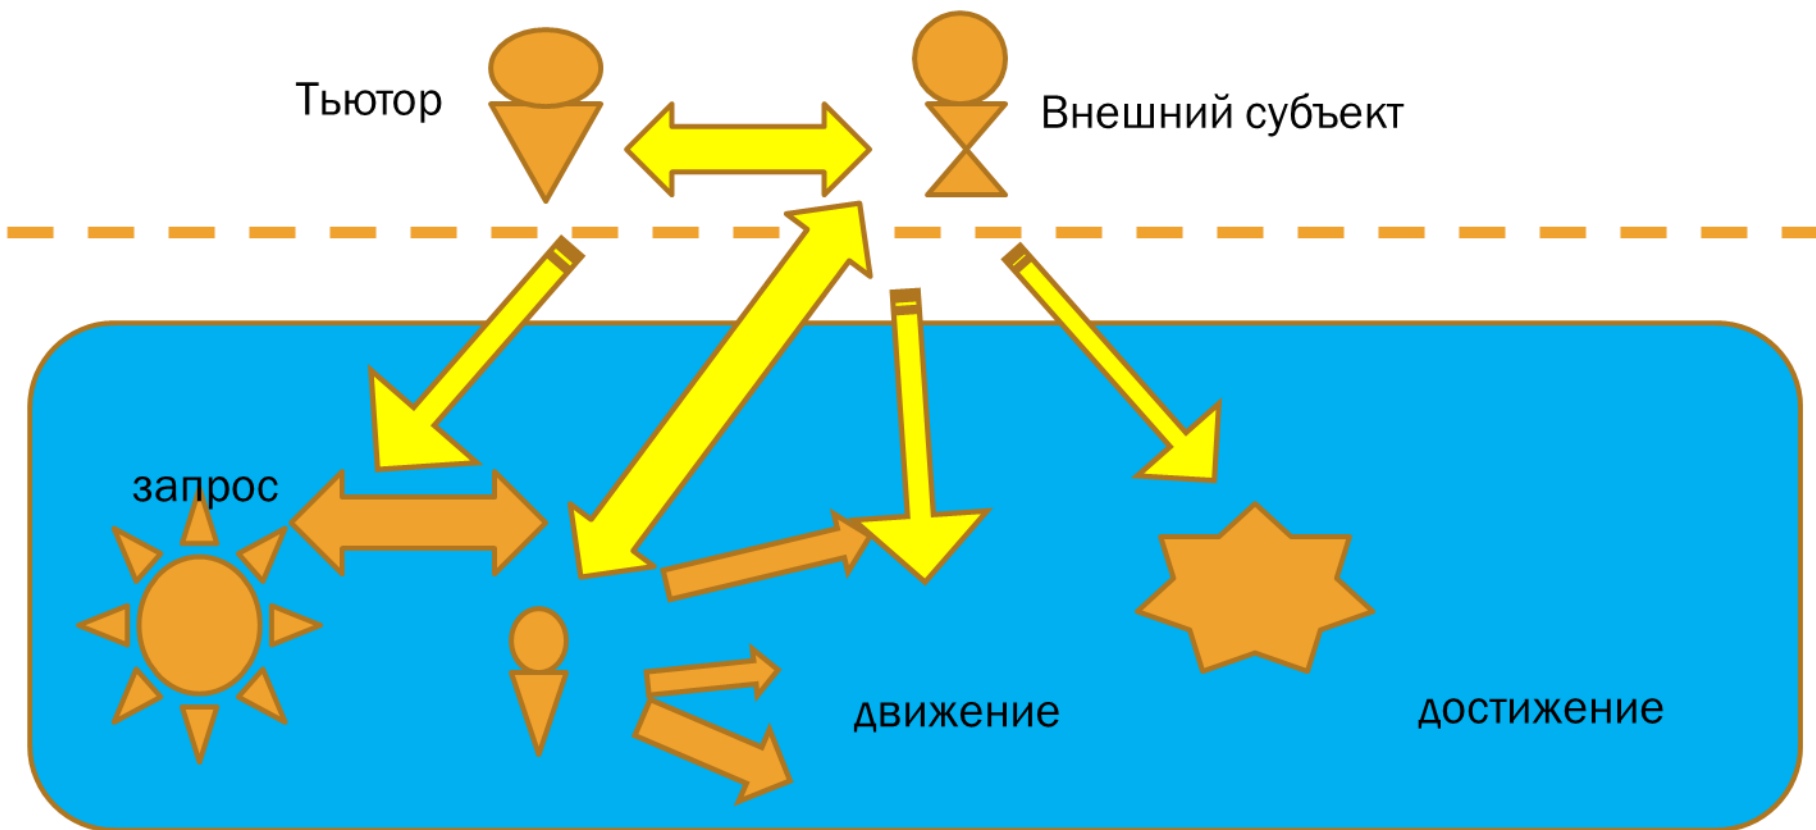 Тьютор
Внешний субъект
запрос
движение
достижение